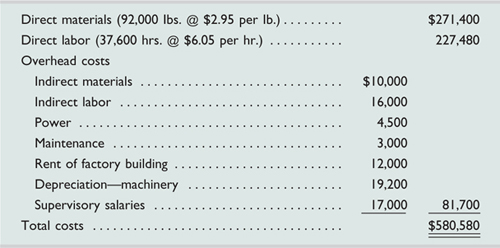 Direct materials (92,000 lbs. @ $2.95 per lb.) . . . . . . . . . $271,400
Direct labor (37,600 hrs. @ $6.05 per hr.) . . . . . . . . . . . 227,480
Overhead costs
Indirect materials . . . . . . . . . . . . . . . . . . . . . . . . . . . . . $10,000
Indirect labor . . . . . . . . . . . . . . . . . . . . . . . . . . . . . . . . 16,000
Power . . . . . . . . . . . . . . . . . . . . . . . . . . . . . . . . . . . . . . 4,500
Maintenance . . . . . . . . . . . . . . . . . . . . . . . . . . . . . . . . . 3,000
Rent of factory building . . . . . . . . . . . . . . . . . . . . . . . . 12,000
Depreciation—machinery . . . . . . . . . . . . . . . . . . . . . . 19,200
Supervisory salaries . . . . . . . . . . . . . . . . . . . . . . . . . . . 17,000 81,700
Total costs . . . . . . . . . . . . . . . . . . . . . . . . . . . . . . . . . . . . $580,580